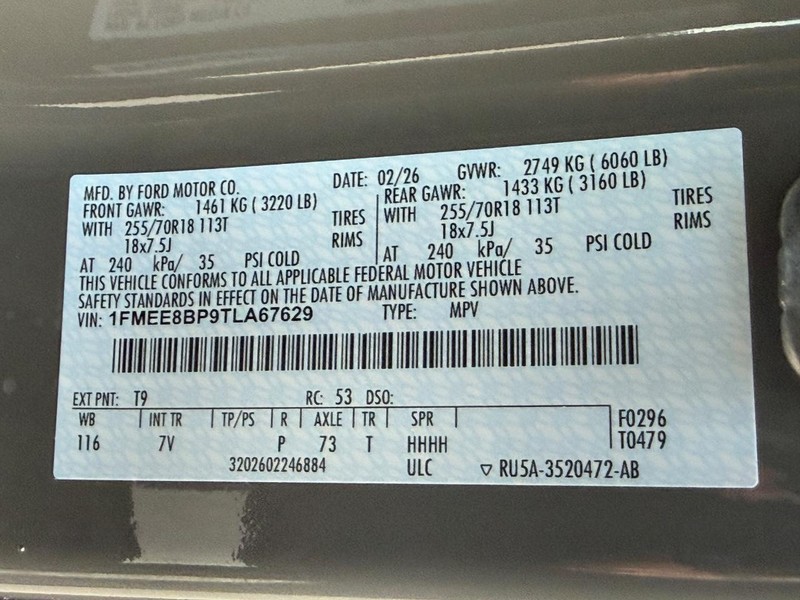 MFD. BY FORD MOTOR CO. DATE: 02/26 GVWR: 2749 KG ( 6060 LB)
FRONT GAWR: 1461 KG ( 3220 LB) REAR GAWR: 1433 KG ( 3160 LB)
WITH 255/70R18 113T TIRES WITH 255/70R18 113T TIRES
18x7.5J RIMS 18x7.5J RIMS
AT 240 kPa/ 35 PSI COLD AT 240 kPa/ 35 PSI COLD
THIS VEHICLE CONFORMS TO ALL APPLICABLE FEDERAL MOTOR VEHICLE
SAFETY STANDARDS IN EFFECT ON THE DATE OF MANUFACTURE SHOWN ABOVE.
VIN: 1FMEE8BP9TLA67629 TYPE: MPV
EXT PNT: T9 RC: 53 DSO:
WB INT TR TP/PS R AXLE TR SPR F0296
116 7V P 73 T HHHH T0479
3202602246884 ULC ▽ RU5A-3520472-AB